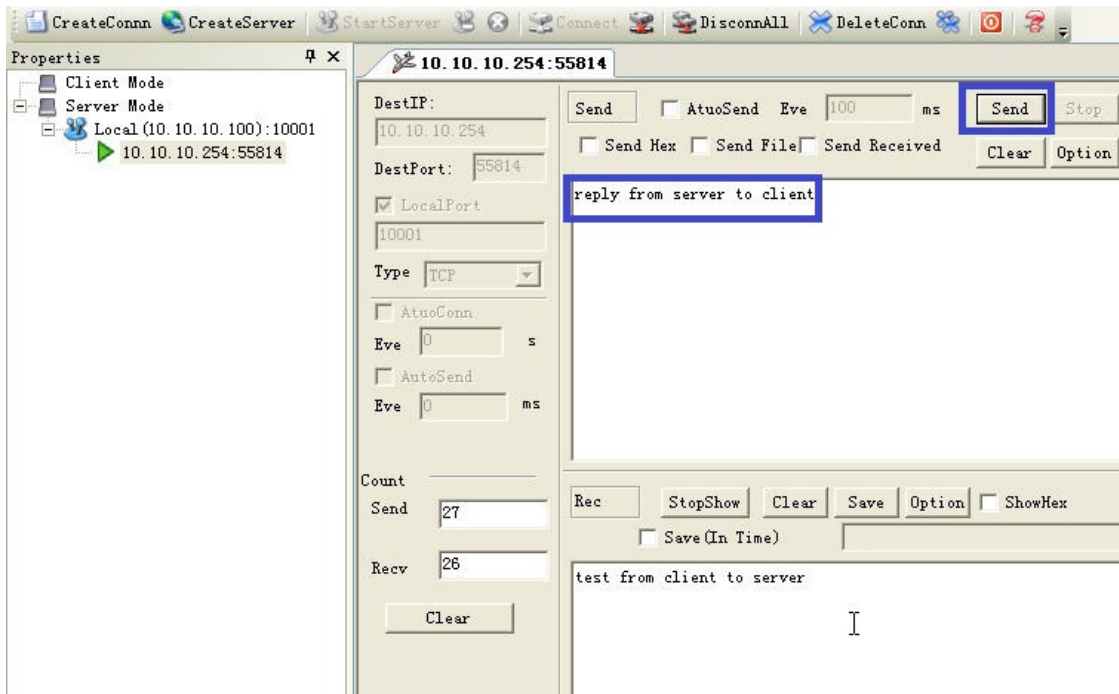 CreateConnn CreateServer StartServer Connect DisconnAll DeleteConn
Properties
Client Mode
Server Mode
Local(10.10.10.100):10001
10.10.10.254:55814
10.10.10.254:55814
DestIP:
10.10.10.254
DestPort: 55814
LocalPort
10001
Type TCP
AtuoConn
Eve 0 s
AutoSend
Eve 0 ms
Count
Send 27
Recv 26
Clear
Send AtuoSend Eve 100 ms Send Stop
Send Hex Send File Send Received Clear Option
reply from server to client
Rec StopShow Clear Save Option ShowHex
Save(In Time)
test from client to server